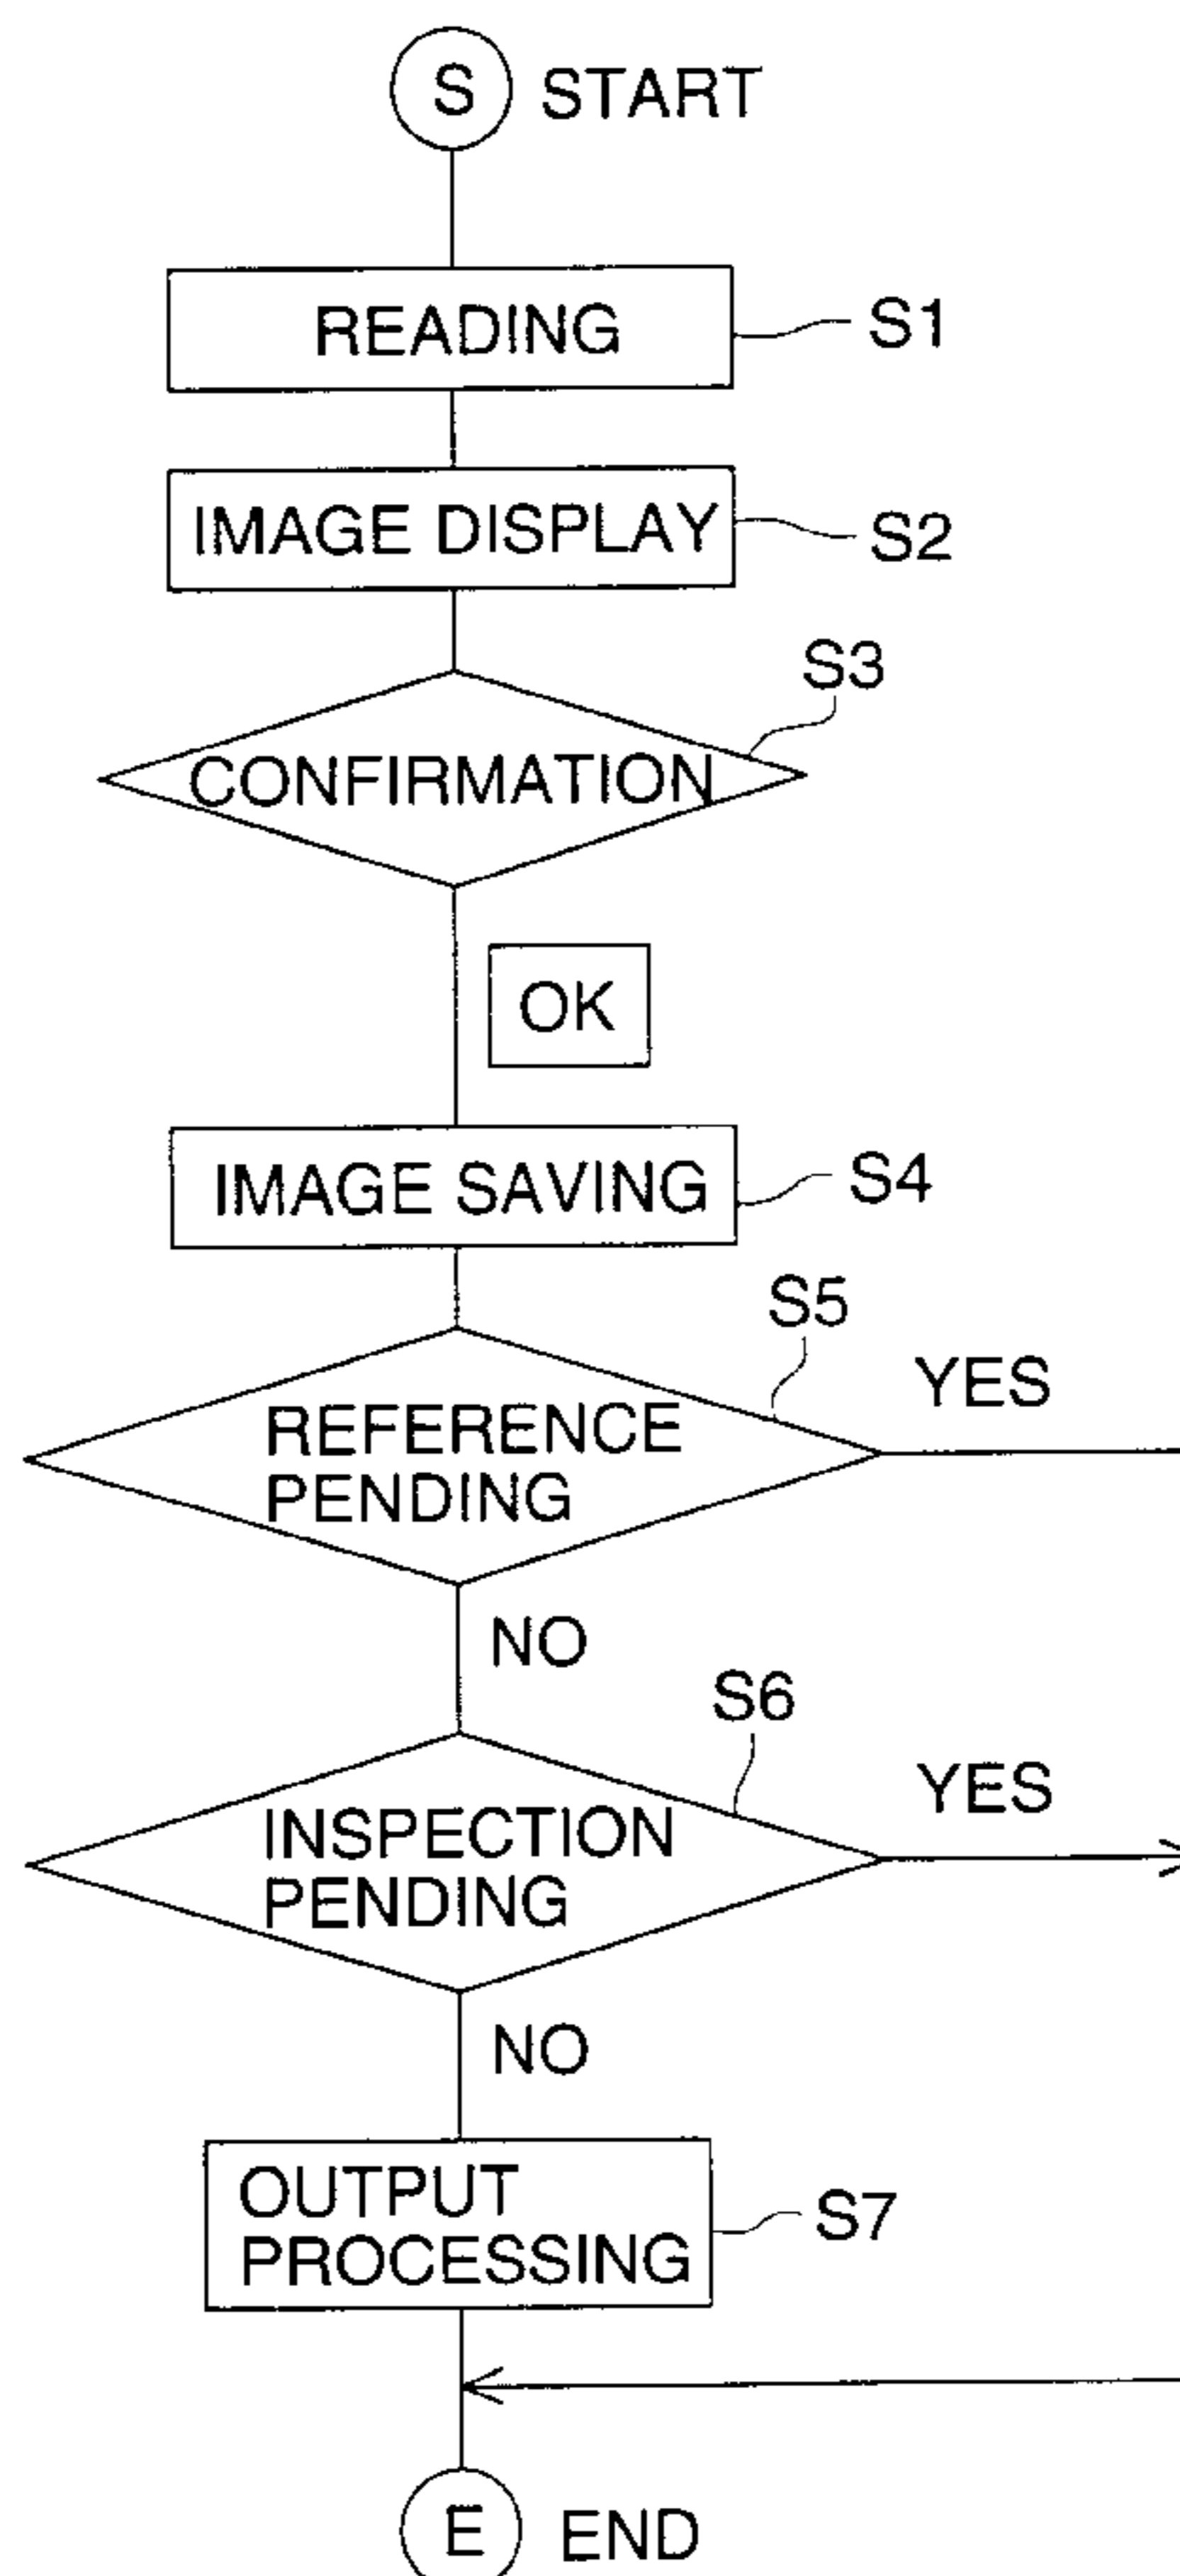 S START
READING S1
IMAGE DISPLAY S2
S3
CONFIRMATION
OK
IMAGE SAVING S4
S5
YES
REFERENCE
PENDING
NO
S6
YES
INSPECTION
PENDING
NO
OUTPUT
PROCESSING
S7
E END